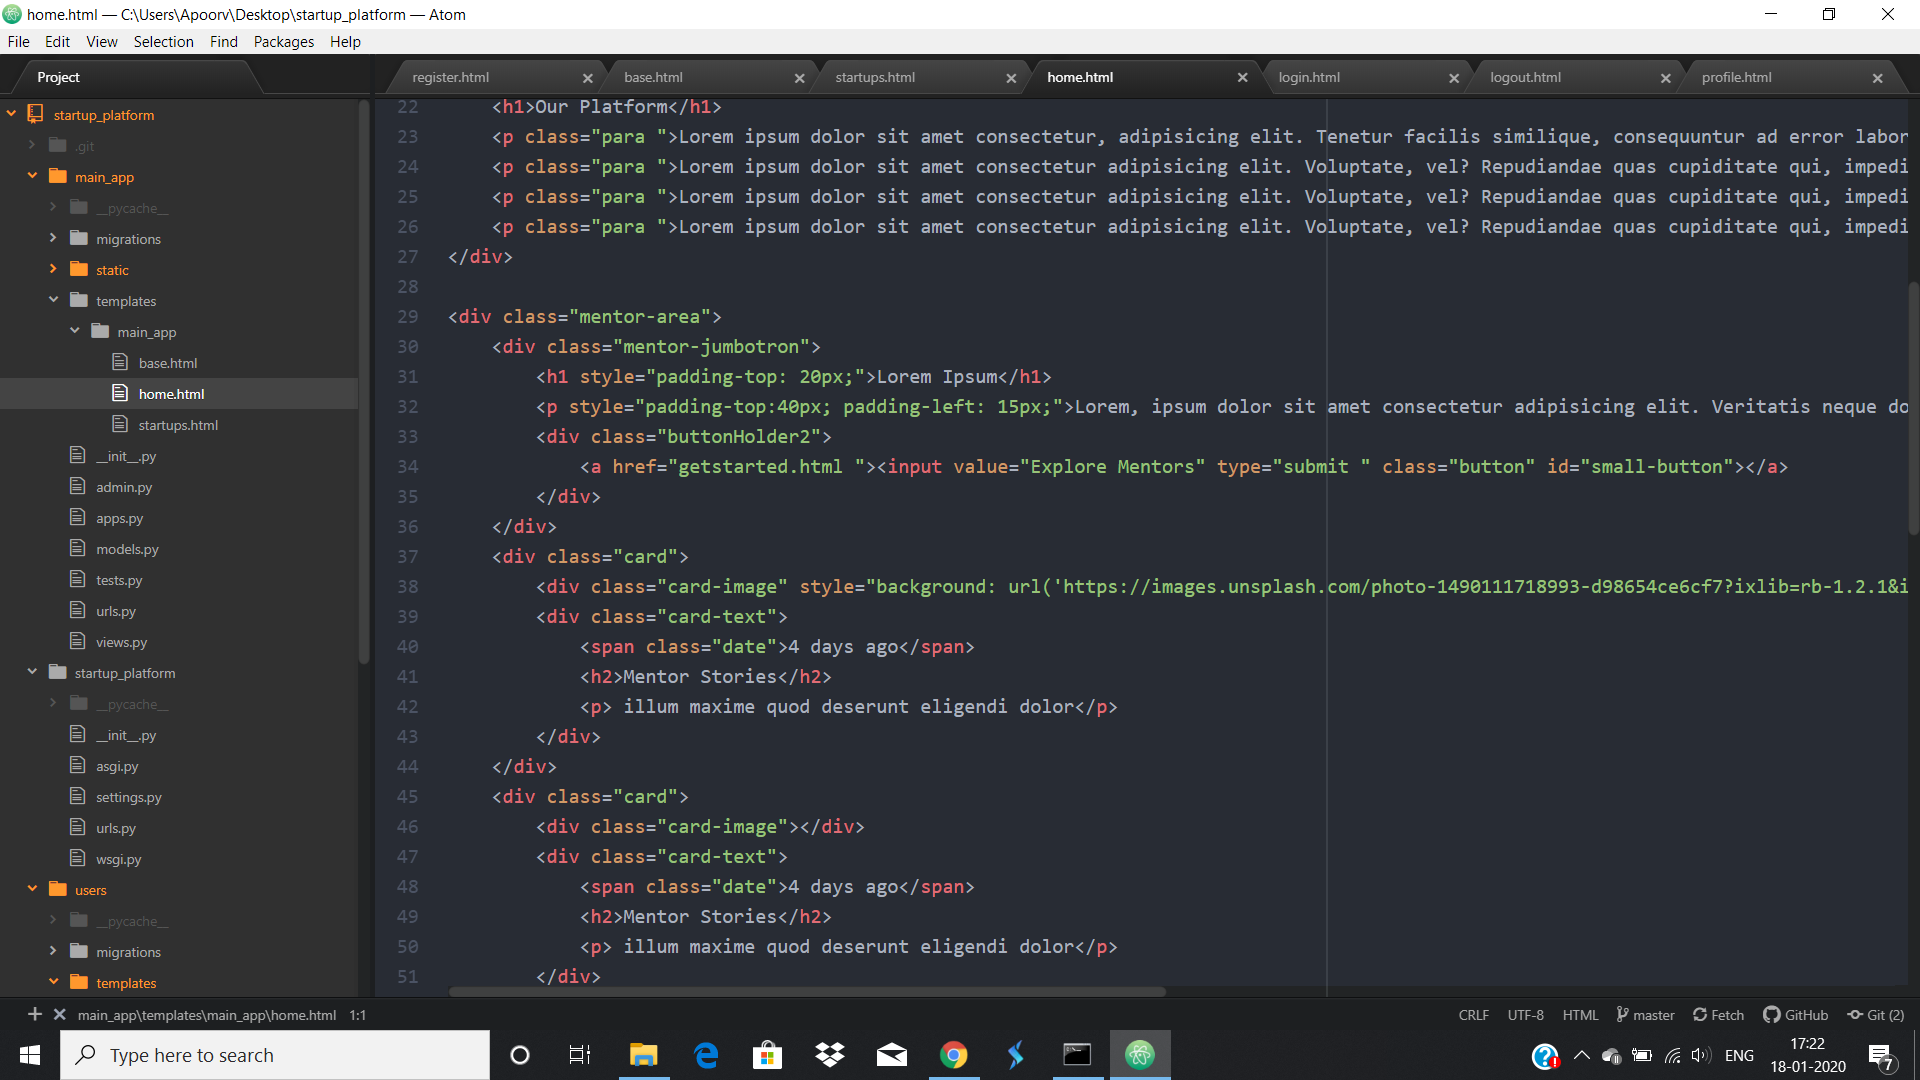 home.html — C:\Users\Apoorv\Desktop\startup_platform — Atom
File Edit View Selection Find Packages Help
Project
register.html
base.html
startups.html
home.html
login.html
logout.html
profile.html
startup_platform
.git
main_app
__pycache__
migrations
static
templates
main_app
base.html
home.html
startups.html
__init__.py
admin.py
apps.py
models.py
tests.py
urls.py
views.py
startup_platform
__pycache__
__init__.py
asgi.py
settings.py
urls.py
wsgi.py
users
__pycache__
migrations
templates
22 <h1>Our Platform</h1>
23 <p class="para ">Lorem ipsum dolor sit amet consectetur, adipisicing elit. Tenetur facilis similique, consequuntur ad error labor
24 <p class="para ">Lorem ipsum dolor sit amet consectetur adipisicing elit. Voluptate, vel? Repudiandae quas cupiditate qui, impedi
25 <p class="para ">Lorem ipsum dolor sit amet consectetur adipisicing elit. Voluptate, vel? Repudiandae quas cupiditate qui, impedi
26 <p class="para ">Lorem ipsum dolor sit amet consectetur adipisicing elit. Voluptate, vel? Repudiandae quas cupiditate qui, impedi
27 </div>
28
29 <div class="mentor-area">
30 <div class="mentor-jumbotron">
31 <h1 style="padding-top: 20px;">Lorem Ipsum</h1>
32 <p style="padding-top:40px; padding-left: 15px;">Lorem, ipsum dolor sit amet consectetur adipisicing elit. Veritatis neque do
33 <div class="buttonHolder2">
34 <a href="getstarted.html "><input value="Explore Mentors" type="submit " class="button" id="small-button"></a>
35 </div>
36 </div>
37 <div class="card">
38 <div class="card-image" style="background: url('https://images.unsplash.com/photo-1490111718993-d98654ce6cf7?ixlib=rb-1.2.1&i
39 <div class="card-text">
40 <span class="date">4 days ago</span>
41 <h2>Mentor Stories</h2>
42 <p> illum maxime quod deserunt eligendi dolor</p>
43 </div>
44 </div>
45 <div class="card">
46 <div class="card-image"></div>
47 <div class="card-text">
48 <span class="date">4 days ago</span>
49 <h2>Mentor Stories</h2>
50 <p> illum maxime quod deserunt eligendi dolor</p>
51 </div>
main_app\templates\main_app\home.html 1:1
CRLF UTF-8 HTML master Fetch GitHub Git (2)
Type here to search
ENG
17:22
18-01-2020
7